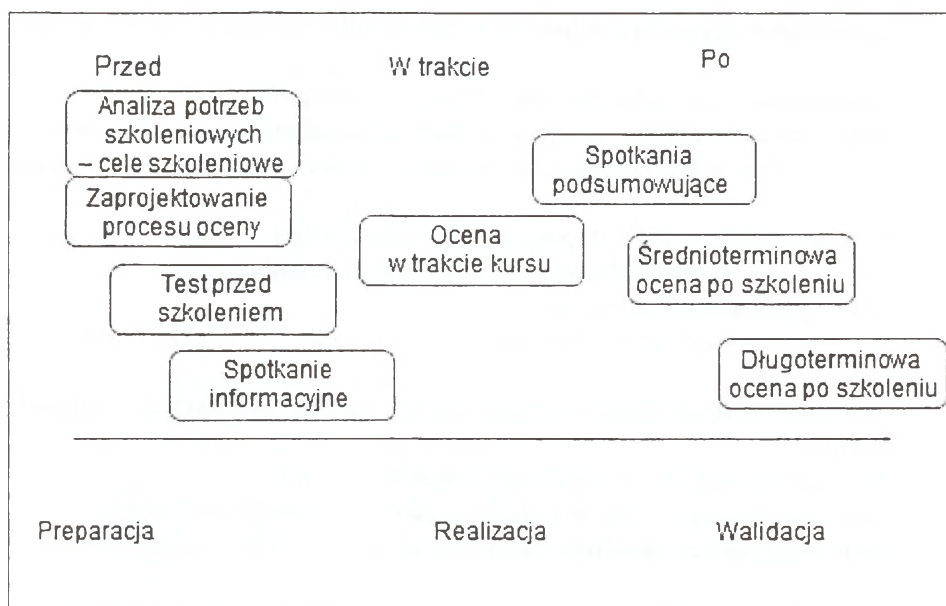 Przed
W trakcie
Po
Analiza potrzeb
szkoleniowych
– cele szkoleniowe
Zaprojektowanie
procesu oceny
Test przed
szkoleniem
Spotkanie
informacyjne
Ocena
w trakcie kursu
Spotkania
podsumowujące
Średnioterminowa
ocena po szkoleniu
Długoterminowa
ocena po szkoleniu
Preparacja
Realizacja
Walidacja